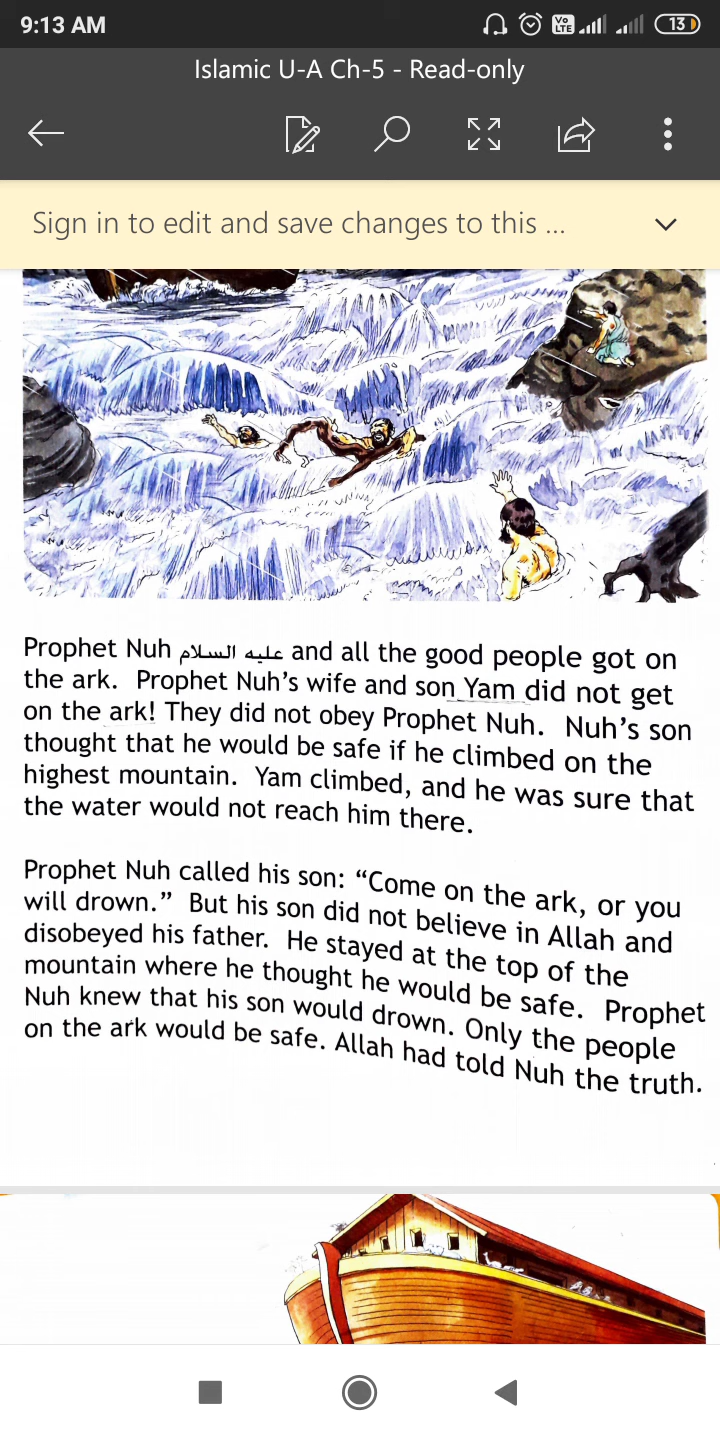 9:13 AM
Vo LTE
13
Islamic U-A Ch-5 - Read-only
Sign in to edit and save changes to this ...
Prophet Nuh عليه السلام and all the good people got on
the ark. Prophet Nuh's wife and son Yam did not get
on the ark! They did not obey Prophet Nuh. Nuh's son
thought that he would be safe if he climbed on the
highest mountain. Yam climbed, and he was sure that
the water would not reach him there.
Prophet Nuh called his son: “Come on the ark, or you
will drown.” But his son did not believe in Allah and
disobeyed his father. He stayed at the top of the
mountain where he thought he would be safe. Prophet
Nuh knew that his son would drown. Only the people
on the ark would be safe. Allah had told Nuh the truth.